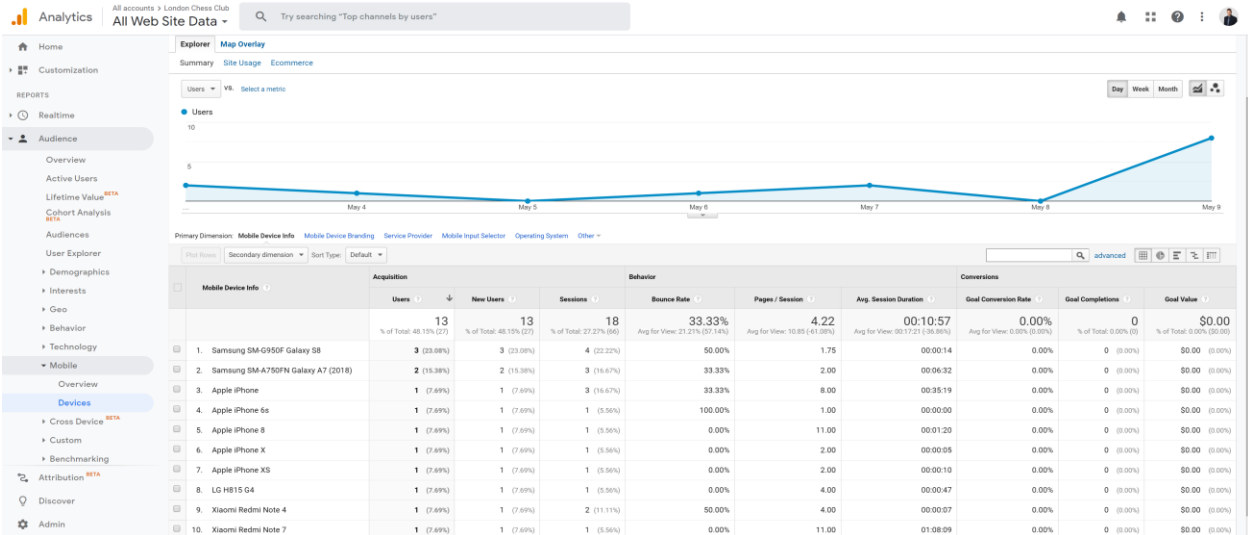 Analytics
All accounts > London Chess Club
All Web Site Data
Try searching "Top channels by users"
Home
Customization
REPORTS
Realtime
Audience
Overview
Active Users
Lifetime Value BETA
Cohort Analysis
BETA
Audiences
User Explorer
Demographics
Interests
Geo
Behavior
Technology
Mobile
Overview
Devices
Cross Device BETA
Custom
Benchmarking
Attribution BETA
Discover
Admin
Explorer Map Overlay
Summary Site Usage Ecommerce
Users VS. Select a metric
Day Week Month
Users
10
5
... May 4 May 5 May 6 May 7 May 8 May 9
Primary Dimension: Mobile Device Info Mobile Device Branding Service Provider Mobile Input Selector Operating System Other
Plot Rows Secondary dimension Sort Type: Default advanced
Mobile Device Info Acquisition Behavior Conversions
Users New Users Sessions Bounce Rate Pages / Session Avg. Session Duration Goal Conversion Rate Goal Completions Goal Value
13 13 18 33.33% 4.22 00:10:57 0.00% 0 $0.00
% of Total: 48.15% (27) % of Total: 48.15% (27) % of Total: 27.27% (66) Avg for View: 21.21% (57.14%) Avg for View: 10.85 (-61.08%) Avg for View: 00:17:21 (-36.86%) Avg for View: 0.00% (0.00%) % of Total: 0.00% (0) % of Total: 0.00% ($0.00)
1. Samsung SM-G950F Galaxy S8 3 (23.08%) 3 (23.08%) 4 (22.22%) 50.00% 1.75 00:00:14 0.00% 0 (0.00%) $0.00 (0.00%)
2. Samsung SM-A750FN Galaxy A7 (2018) 2 (15.38%) 2 (15.38%) 3 (16.67%) 33.33% 2.00 00:06:32 0.00% 0 (0.00%) $0.00 (0.00%)
3. Apple iPhone 1 (7.69%) 1 (7.69%) 3 (16.67%) 33.33% 8.00 00:35:19 0.00% 0 (0.00%) $0.00 (0.00%)
4. Apple iPhone 6s 1 (7.69%) 1 (7.69%) 1 (5.56%) 100.00% 1.00 00:00:00 0.00% 0 (0.00%) $0.00 (0.00%)
5. Apple iPhone 8 1 (7.69%) 1 (7.69%) 1 (5.56%) 0.00% 11.00 00:01:20 0.00% 0 (0.00%) $0.00 (0.00%)
6. Apple iPhone X 1 (7.69%) 1 (7.69%) 1 (5.56%) 0.00% 2.00 00:00:05 0.00% 0 (0.00%) $0.00 (0.00%)
7. Apple iPhone XS 1 (7.69%) 1 (7.69%) 1 (5.56%) 0.00% 2.00 00:00:10 0.00% 0 (0.00%) $0.00 (0.00%)
8. LG H815 G4 1 (7.69%) 1 (7.69%) 1 (5.56%) 0.00% 4.00 00:00:47 0.00% 0 (0.00%) $0.00 (0.00%)
9. Xiaomi Redmi Note 4 1 (7.69%) 1 (7.69%) 2 (11.11%) 50.00% 4.00 00:00:07 0.00% 0 (0.00%) $0.00 (0.00%)
10. Xiaomi Redmi Note 7 1 (7.69%) 1 (7.69%) 1 (5.56%) 0.00% 11.00 01:08:09 0.00% 0 (0.00%) $0.00 (0.00%)